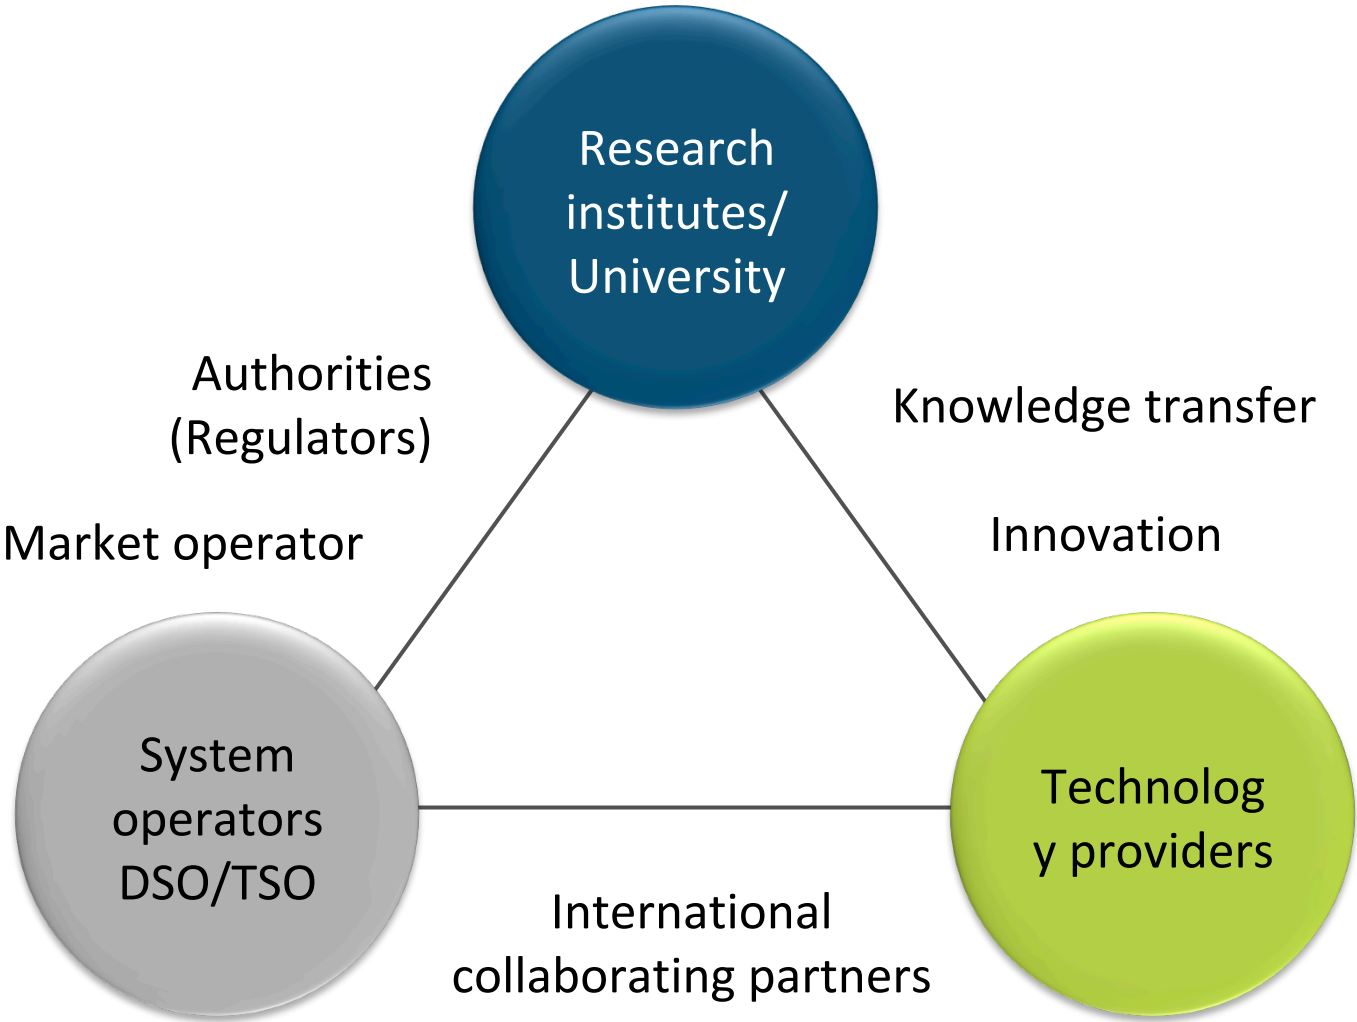 Research
institutes/
University
Authorities
(Regulators)
Knowledge transfer
Market operator
Innovation
System
operators
DSO/TSO
Technolog
y providers
International
collaborating partners